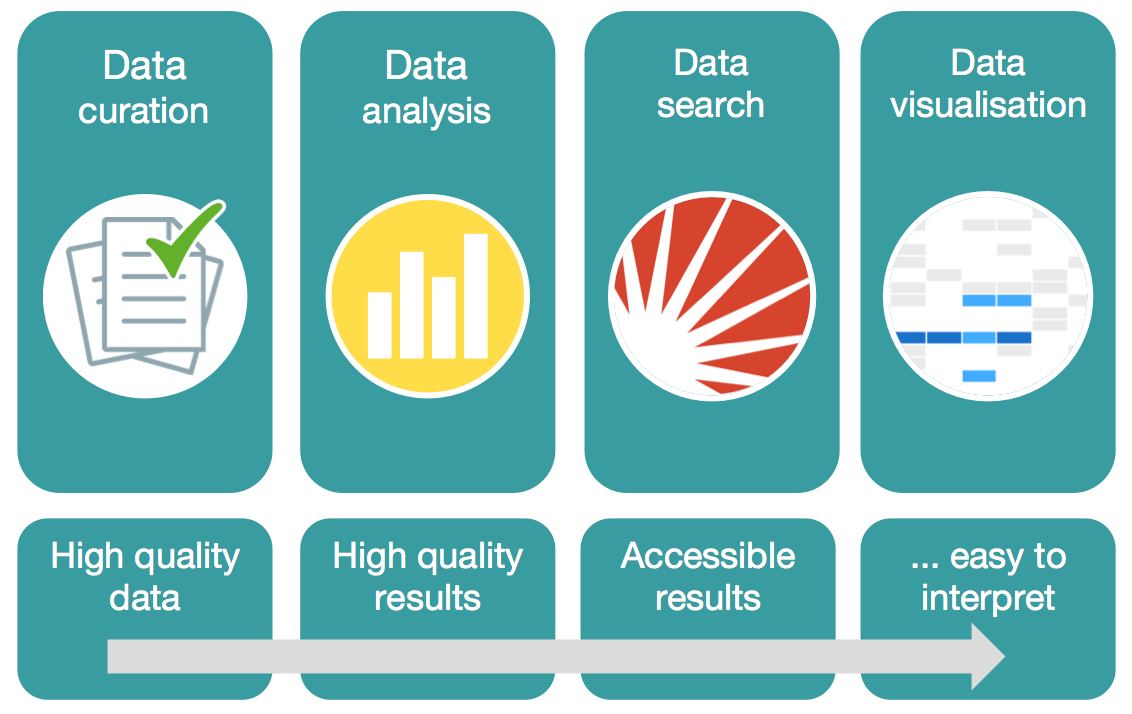 Data
curation
Data
analysis
Data
search
Data
visualisation
High quality
data
High quality
results
Accessible
results
... easy to
interpret